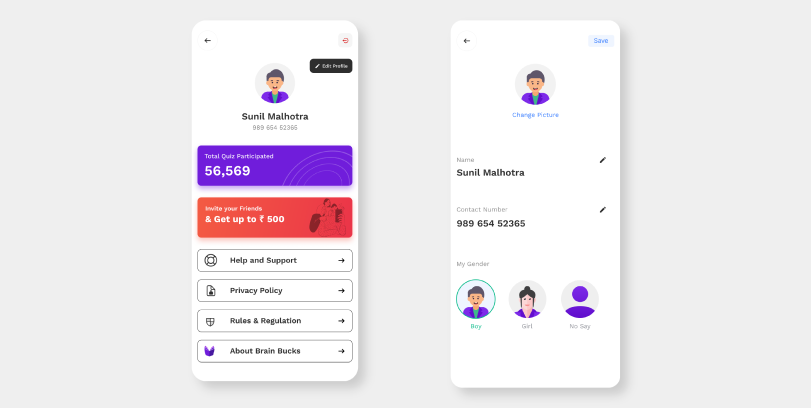 Edit Profile
Sunil Malhotra
989 654 52365
Total Quiz Participated
56,569
Invite your Friends
& Get up to ₹ 500
Help and Support
Privacy Policy
Rules & Regulation
About Brain Bucks
Save
Change Picture
Name
Sunil Malhotra
Contact Number
989 654 52365
My Gender
Boy
Girl
No Say